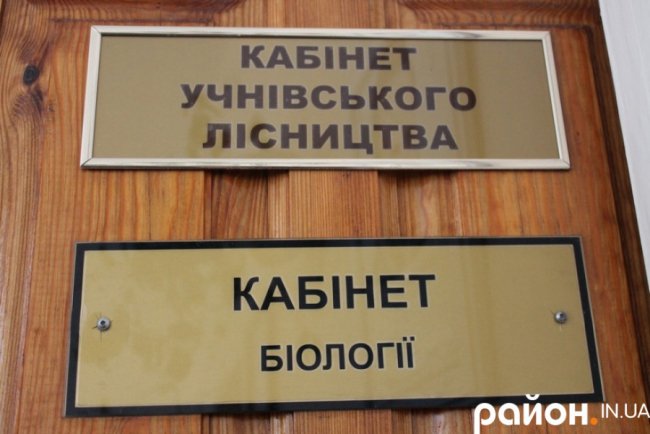 КАБІНЕТ
УЧНІВСЬКОГО
ЛІСНИЦТВА
КАБІНЕТ
БІОЛОГІЇ
район.IN.UA